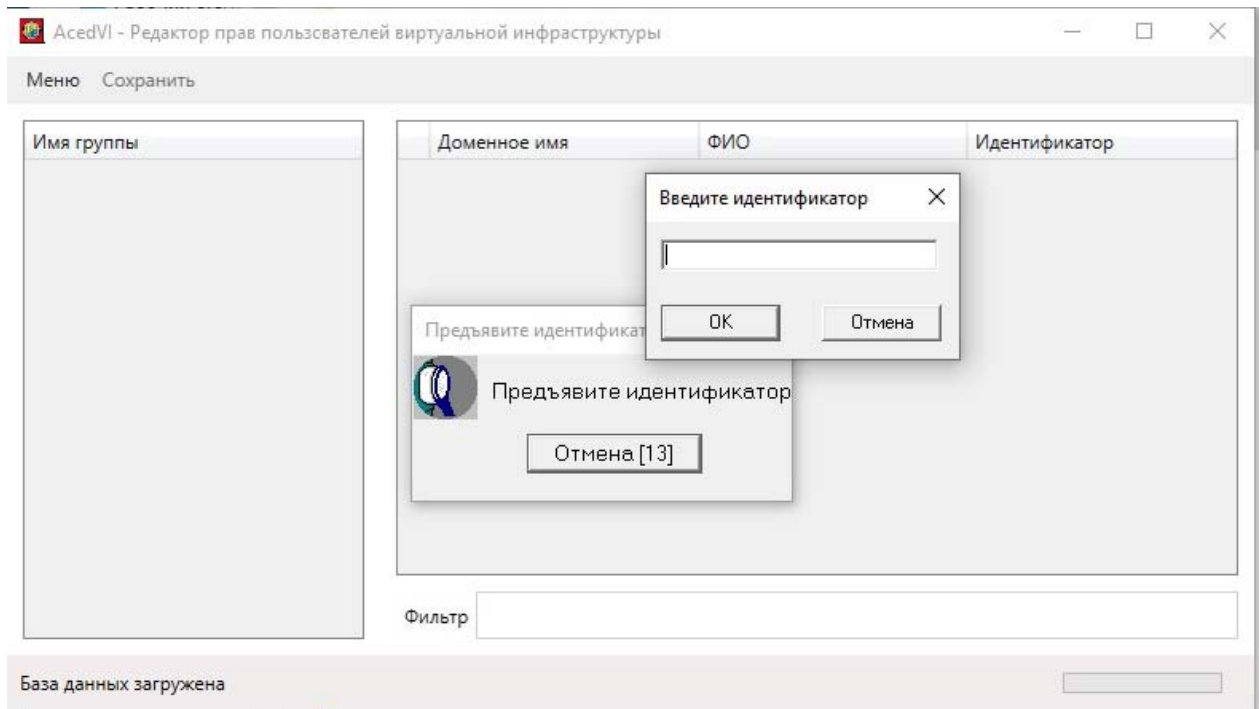 AcedVI - Редактор прав пользователей виртуальной инфраструктуры
Меню Сохранить
Имя группы
Доменное имя ФИО Идентификатор
Введите идентификатор
OK Отмена
Предъявите идентификат
Предъявите идентификатор
Отмена [13]
Фильтр
База данных загружена